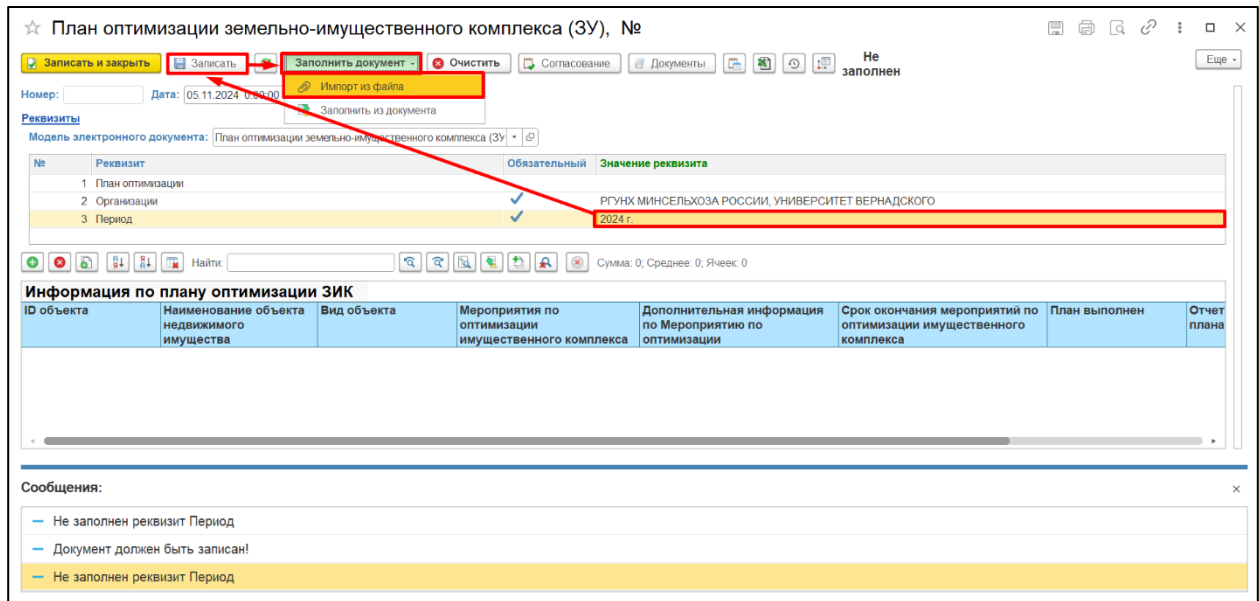 План оптимизации земельно-имущественного комплекса (ЗУ), №
Записать и закрыть Записать Заполнить документ Очистить Согласование Документы Не заполнен Еще
Импорт из файла
Номер: Дата: 05.11.2024 0:00:00
Заполнить из документа
Реквизиты
Модель электронного документа: План оптимизации земельно-имущественного комплекса (ЗУ
№ Реквизит Обязательный Значение реквизита
1 План оптимизации
2 Организации РГУНХ МИНСЕЛЬХОЗА РОССИИ, УНИВЕРСИТЕТ ВЕРНАДСКОГО
3 Период 2024 г.
Найти: Сумма: 0; Среднее: 0; Ячеек: 0
Информация по плану оптимизации ЗИК
ID объекта Наименование объекта Вид объекта Мероприятия по Дополнительная информация Срок окончания мероприятий по План выполнен Отчет
недвижимого оптимизации по Мероприятию по оптимизации имущественного плана
имущества имущественного комплекса оптимизации комплекса
Сообщения:
Не заполнен реквизит Период
Документ должен быть записан!
Не заполнен реквизит Период